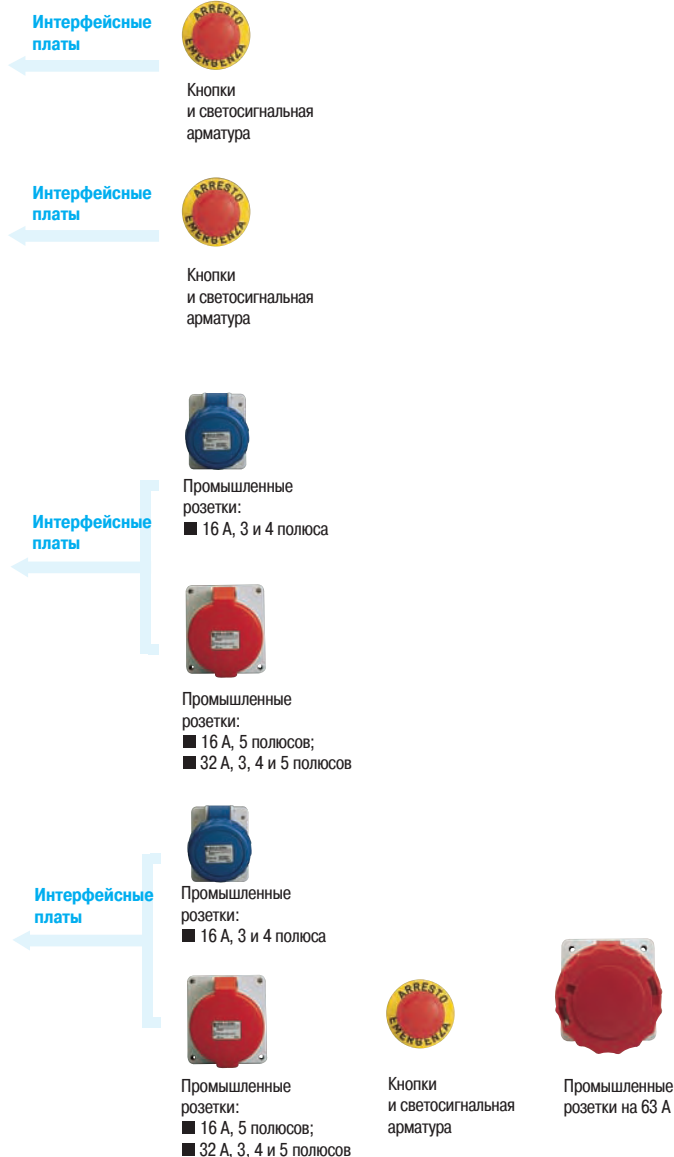 Интерфейсные
платы
ARRESTO
EMERGENZA
Кнопки
и светосигнальная
арматура
Интерфейсные
платы
ARRESTO
EMERGENZA
Кнопки
и светосигнальная
арматура
Промышленные
розетки:
■ 16 А, 3 и 4 полюса
Интерфейсные
платы
Промышленные
розетки:
■ 16 А, 5 полюсов;
■ 32 А, 3, 4 и 5 полюсов
Интерфейсные
платы
Промышленные
розетки:
■ 16 А, 3 и 4 полюса
Промышленные
розетки:
■ 16 А, 5 полюсов;
■ 32 А, 3, 4 и 5 полюсов
ARRESTO
EMERGENZA
Кнопки
и светосигнальная
арматура
Промышленные
розетки на 63 А